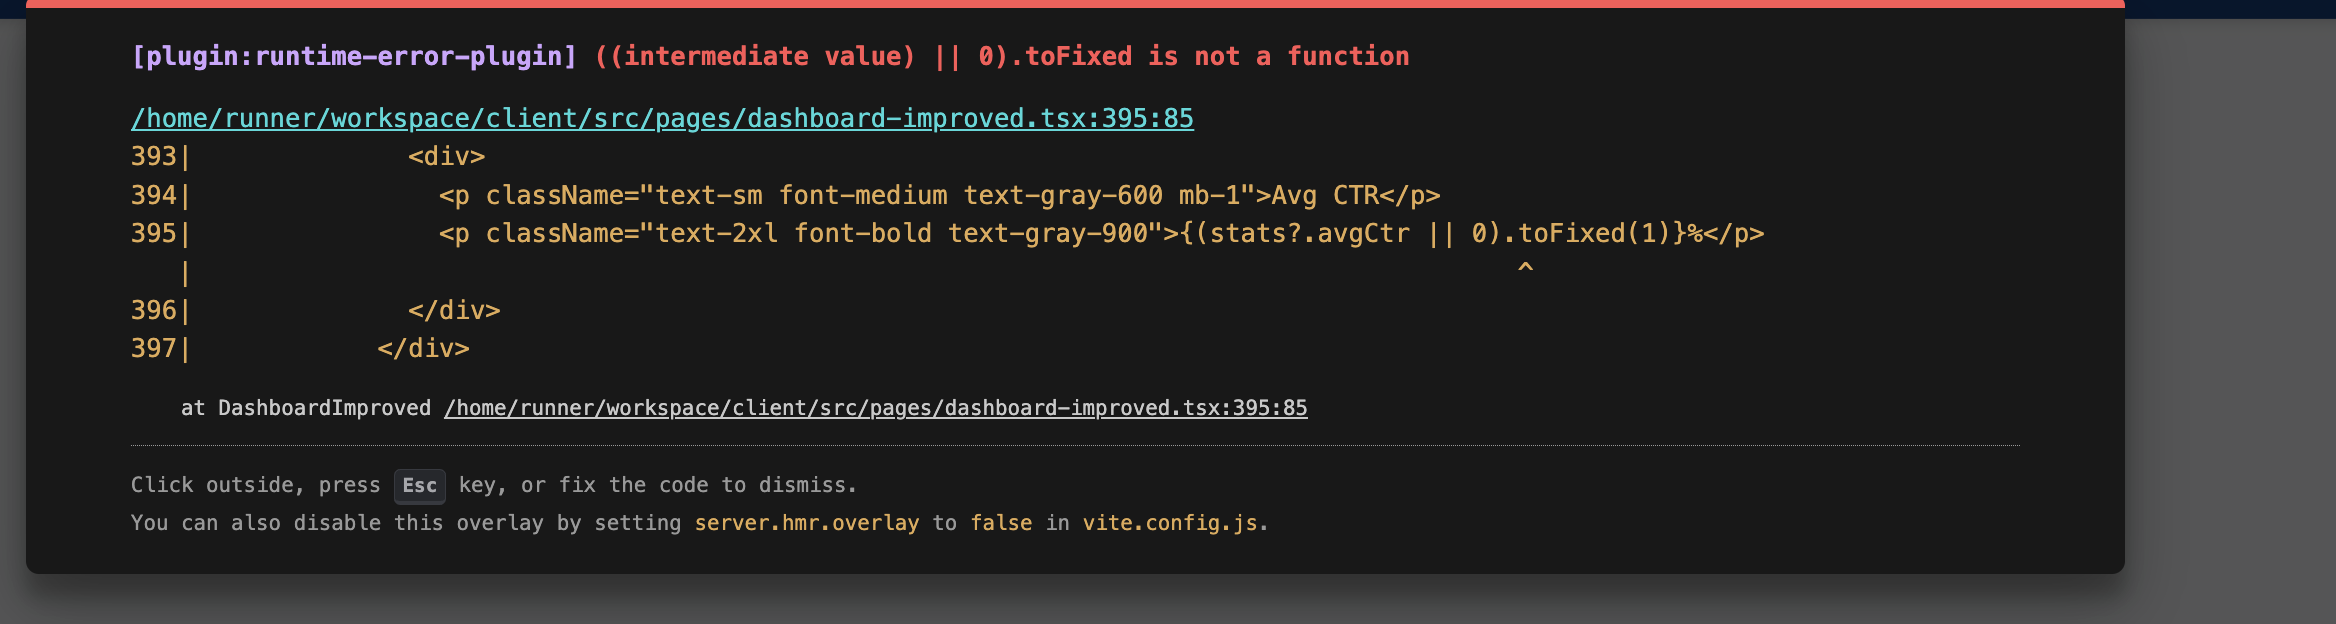 [plugin:runtime-error-plugin] ((intermediate value) || 0).toFixed is not a function
/home/runner/workspace/client/src/pages/dashboard-improved.tsx:395:85
393|              <div>
394|                <p className="text-sm font-medium text-gray-600 mb-1">Avg CTR</p>
395|                <p className="text-2xl font-bold text-gray-900">{(stats?.avgCtr || 0).toFixed(1)}%</p>
   |                                                                                      ^
396|              </div>
397|            </div>
at DashboardImproved /home/runner/workspace/client/src/pages/dashboard-improved.tsx:395:85
Click outside, press Esc key, or fix the code to dismiss.
You can also disable this overlay by setting server.hmr.overlay to false in vite.config.js.